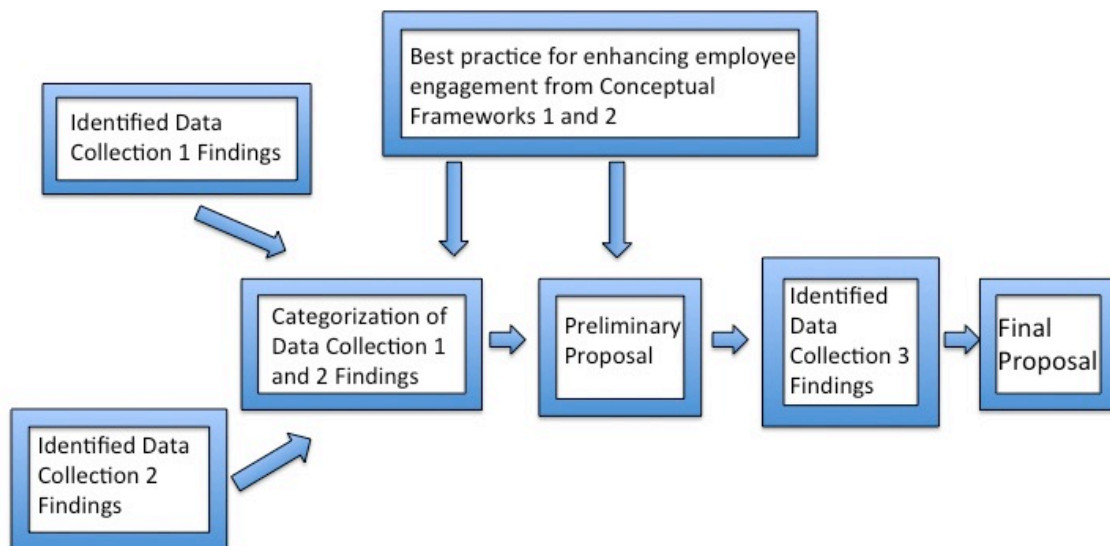 Best practice for enhancing employee
engagement from Conceptual
Frameworks 1 and 2
Identified Data
Collection 1 Findings
Categorization of
Data Collection 1
and 2 Findings
Preliminary
Proposal
Identified
Data
Collection 3
Findings
Final
Proposal
Identified Data
Collection 2
Findings